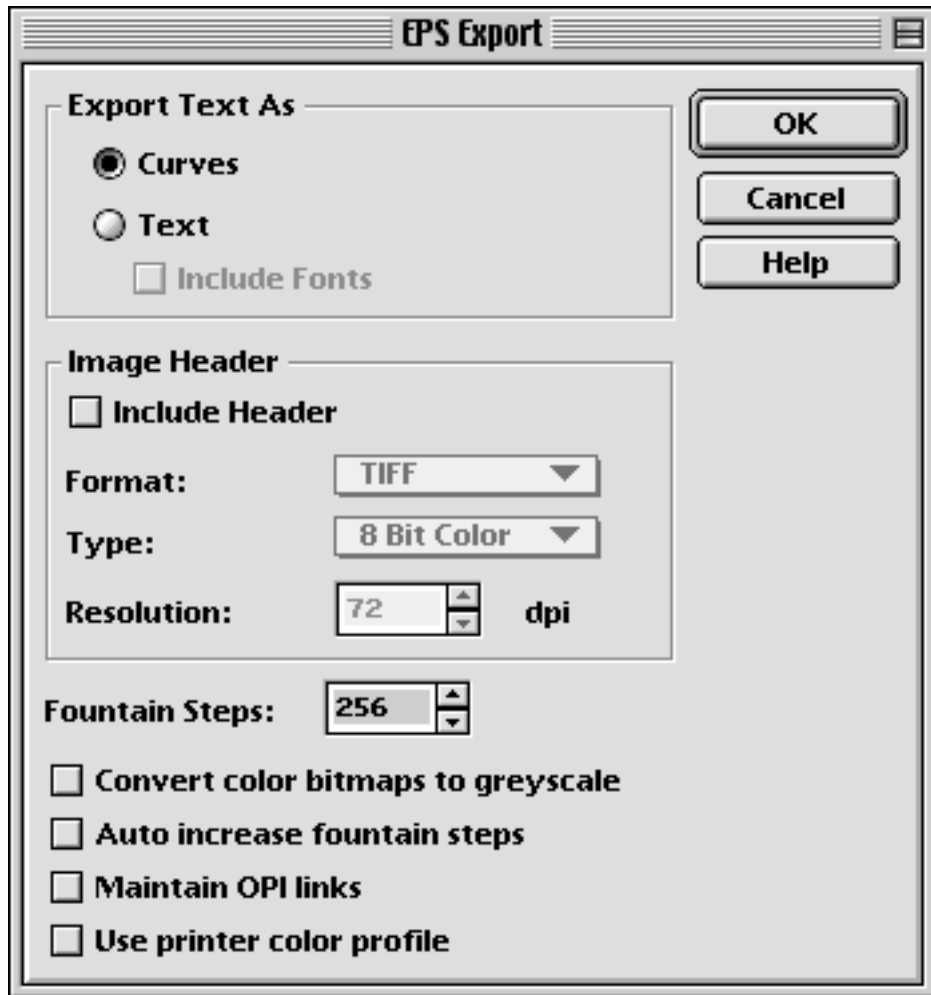 EPS Export
Export Text As
OK
Curves
Cancel
Text
Help
Include Fonts
Image Header
Include Header
Format: TIFF
Type: 8 Bit Color
Resolution: 72 dpi
Fountain Steps: 256
Convert color bitmaps to greyscale
Auto increase fountain steps
Maintain OPI links
Use printer color profile